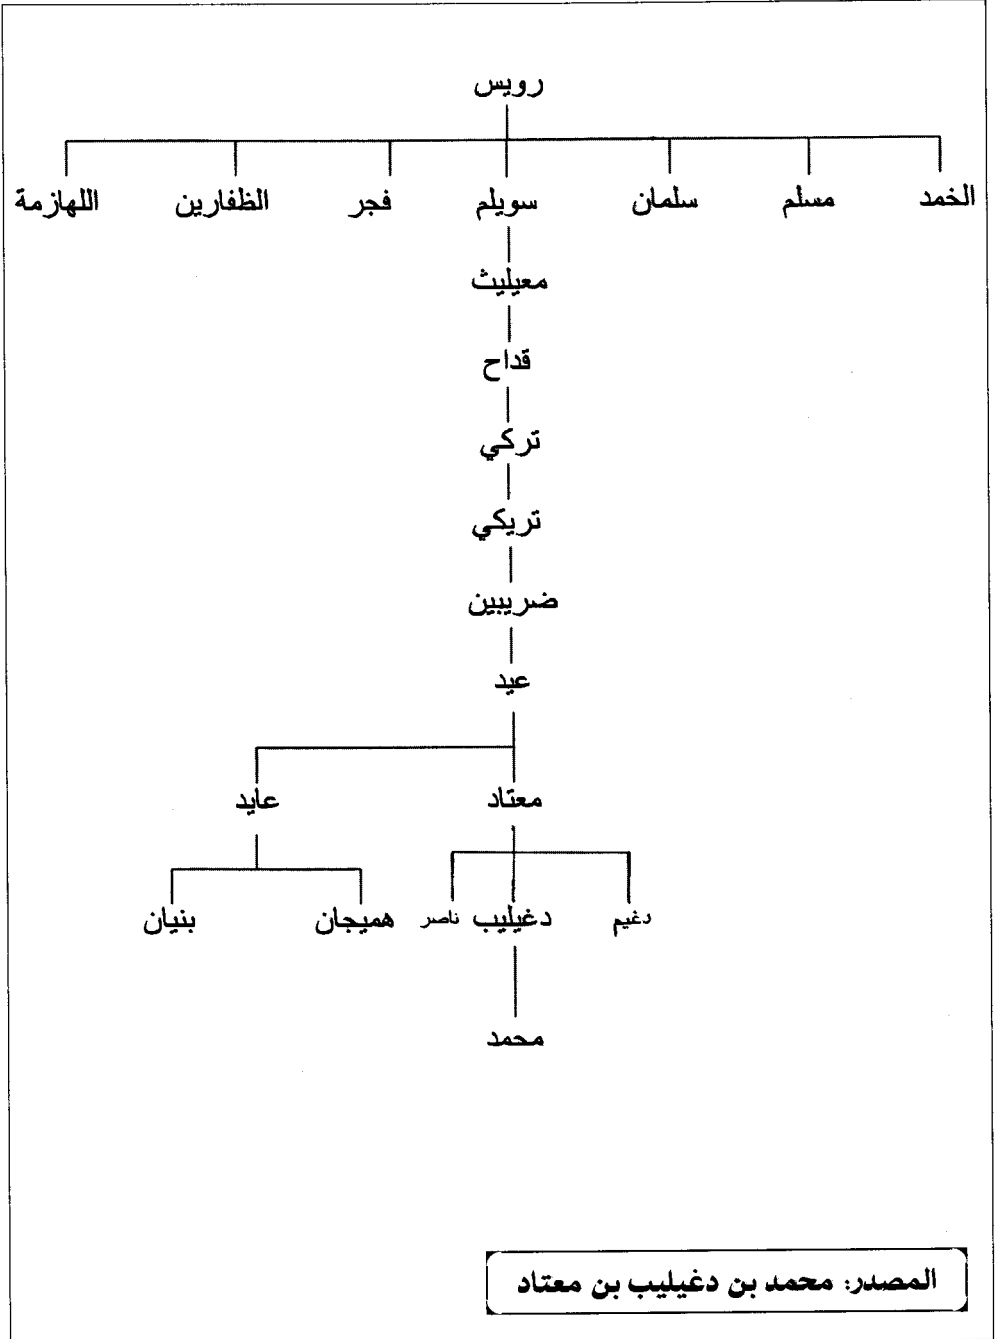 رويس
الخمد مسلم سلمان سويلم فجر الظفارين اللهازمة
معيليث
قداح
تركي
تريكي
ضريبين
عيد
معتاد عايد
دغيم دغيليب ناصر هميجان بنيان
محمد
المصدر: محمد بن دغيليب بن معتاد